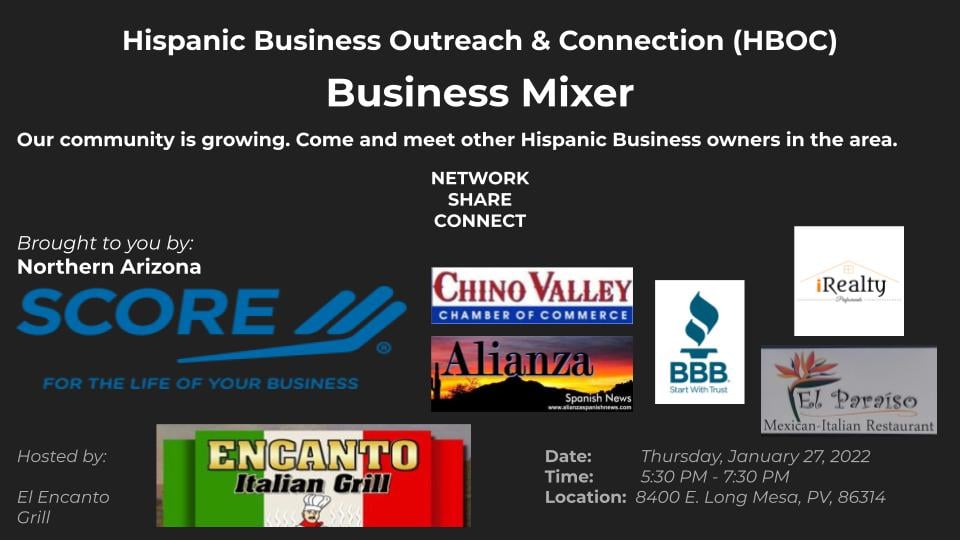 Hispanic Business Outreach & Connection (HBOC)
Business Mixer
Our community is growing. Come and meet other Hispanic Business owners in the area.
NETWORK
SHARE
CONNECT
Brought to you by:
Northern Arizona
SCORE®
FOR THE LIFE OF YOUR BUSINESS
CHINO VALLEY
CHAMBER OF COMMERCE
Alianza
Spanish News
www.alianzaspanishnews.com
BBB
Start With Trust
iRealty
Professionals
El Paraíso
Mexican-Italian Restaurant
Hosted by:
El Encanto
Grill
ENCANTO
Italian Grill
Date: Thursday, January 27, 2022
Time: 5:30 PM - 7:30 PM
Location: 8400 E. Long Mesa, PV, 86314